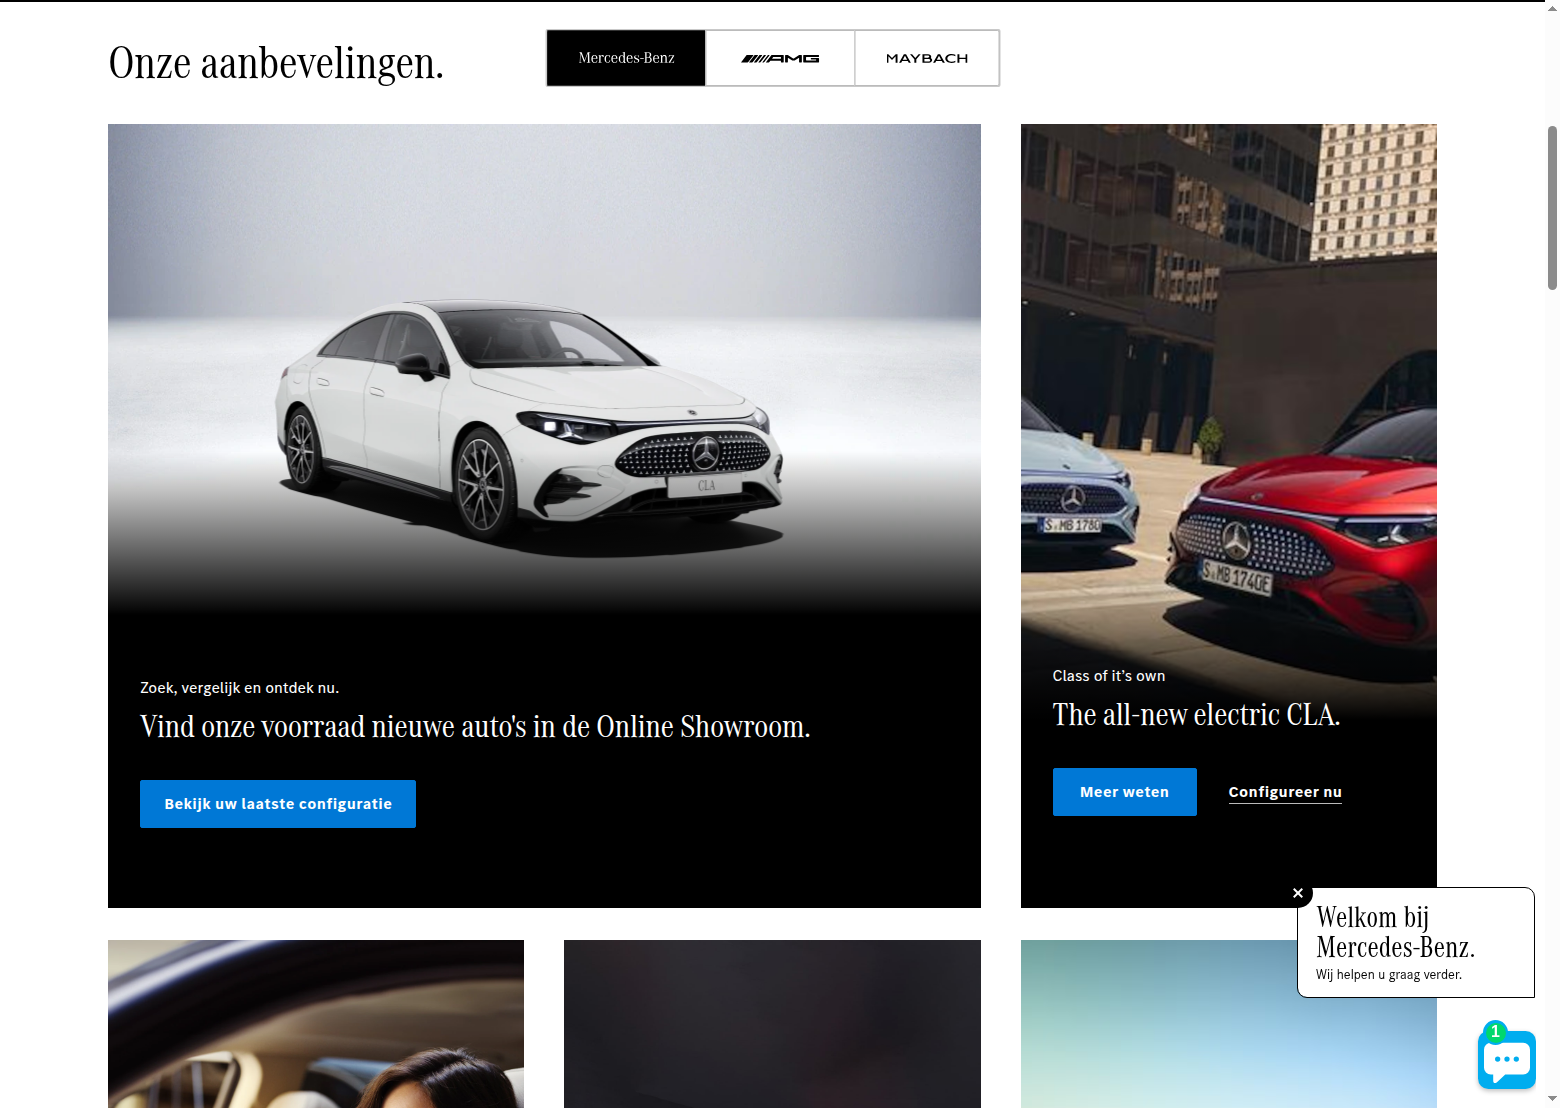 Onze aanbevelingen.
Mercedes-Benz
AMG
MAYBACH
CLA
Zoek, vergelijk en ontdek nu.
Vind onze voorraad nieuwe auto's in de Online Showroom.
Bekijk uw laatste configuratie
S MB 1780
S MB 1740E
Class of it’s own
The all-new electric CLA.
Meer weten
Configureer nu
Welkom bij
Mercedes-Benz.
Wij helpen u graag verder.
1